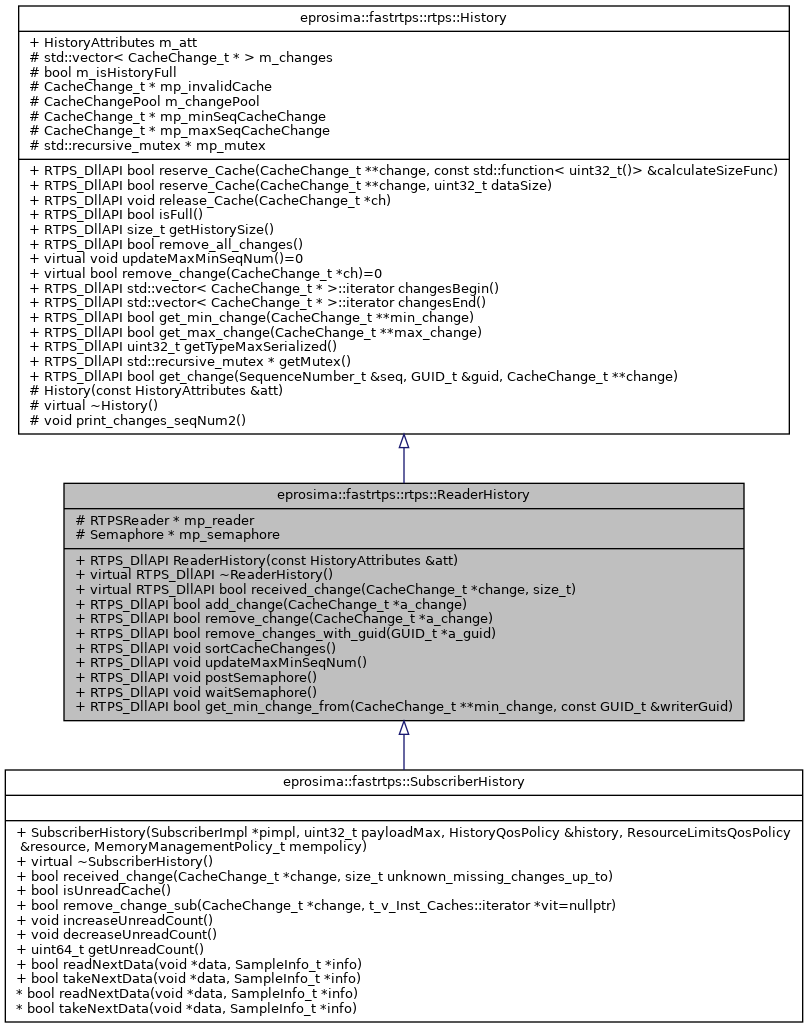 eprosima::fastrtps::rtps::History
+ HistoryAttributes m_att
# std::vector< CacheChange_t * > m_changes
# bool m_isHistoryFull
# CacheChange_t * mp_invalidCache
# CacheChangePool m_changePool
# CacheChange_t * mp_minSeqCacheChange
# CacheChange_t * mp_maxSeqCacheChange
# std::recursive_mutex * mp_mutex
+ RTPS_DllAPI bool reserve_Cache(CacheChange_t **change, const std::function< uint32_t()> &calculateSizeFunc)
+ RTPS_DllAPI bool reserve_Cache(CacheChange_t **change, uint32_t dataSize)
+ RTPS_DllAPI void release_Cache(CacheChange_t *ch)
+ RTPS_DllAPI bool isFull()
+ RTPS_DllAPI size_t getHistorySize()
+ RTPS_DllAPI bool remove_all_changes()
+ virtual void updateMaxMinSeqNum()=0
+ virtual bool remove_change(CacheChange_t *ch)=0
+ RTPS_DllAPI std::vector< CacheChange_t * >::iterator changesBegin()
+ RTPS_DllAPI std::vector< CacheChange_t * >::iterator changesEnd()
+ RTPS_DllAPI bool get_min_change(CacheChange_t **min_change)
+ RTPS_DllAPI bool get_max_change(CacheChange_t **max_change)
+ RTPS_DllAPI uint32_t getTypeMaxSerialized()
+ RTPS_DllAPI std::recursive_mutex * getMutex()
+ RTPS_DllAPI bool get_change(SequenceNumber_t &seq, GUID_t &guid, CacheChange_t **change)
# History(const HistoryAttributes &att)
# virtual ~History()
# void print_changes_seqNum2()
eprosima::fastrtps::rtps::ReaderHistory
# RTPSReader * mp_reader
# Semaphore * mp_semaphore
+ RTPS_DllAPI ReaderHistory(const HistoryAttributes &att)
+ virtual RTPS_DllAPI ~ReaderHistory()
+ virtual RTPS_DllAPI bool received_change(CacheChange_t *change, size_t)
+ RTPS_DllAPI bool add_change(CacheChange_t *a_change)
+ RTPS_DllAPI bool remove_change(CacheChange_t *a_change)
+ RTPS_DllAPI bool remove_changes_with_guid(GUID_t *a_guid)
+ RTPS_DllAPI void sortCacheChanges()
+ RTPS_DllAPI void updateMaxMinSeqNum()
+ RTPS_DllAPI void postSemaphore()
+ RTPS_DllAPI void waitSemaphore()
+ RTPS_DllAPI bool get_min_change_from(CacheChange_t **min_change, const GUID_t &writerGuid)
eprosima::fastrtps::SubscriberHistory
+ SubscriberHistory(SubscriberImpl *pimpl, uint32_t payloadMax, HistoryQosPolicy &history, ResourceLimitsQosPolicy
&resource, MemoryManagementPolicy_t mempolicy)
+ virtual ~SubscriberHistory()
+ bool received_change(CacheChange_t *change, size_t unknown_missing_changes_up_to)
+ bool isUnreadCache()
+ bool remove_change_sub(CacheChange_t *change, t_v_Inst_Caches::iterator *vit=nullptr)
+ void increaseUnreadCount()
+ void decreaseUnreadCount()
+ uint64_t getUnreadCount()
+ bool readNextData(void *data, SampleInfo_t *info)
+ bool takeNextData(void *data, SampleInfo_t *info)
* bool readNextData(void *data, SampleInfo_t *info)
* bool takeNextData(void *data, SampleInfo_t *info)